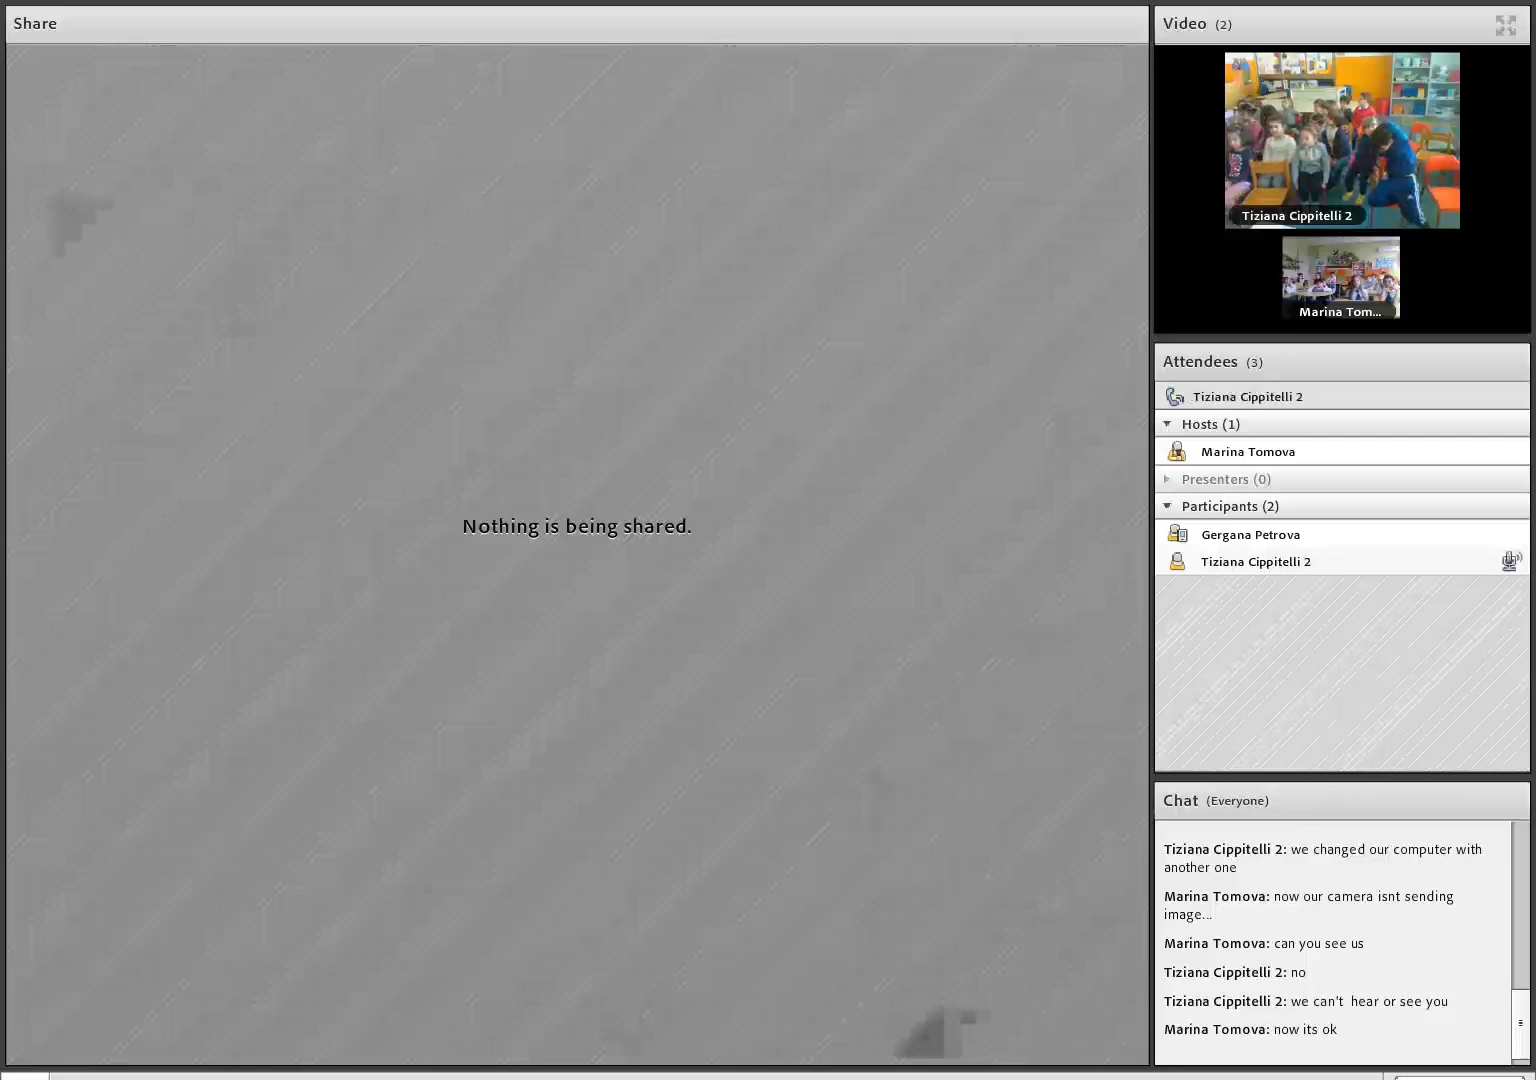 Share
Nothing is being shared.
Video (2)
Tiziana Cippitelli 2
Marina Tom...
Attendees (3)
Tiziana Cippitelli 2
Hosts (1)
Marina Tomova
Presenters (0)
Participants (2)
Gergana Petrova
Tiziana Cippitelli 2
Chat (Everyone)
Tiziana Cippitelli 2: we changed our computer with
another one
Marina Tomova: now our camera isnt sending
image...
Marina Tomova: can you see us
Tiziana Cippitelli 2: no
Tiziana Cippitelli 2: we can't  hear or see you
Marina Tomova: now its ok